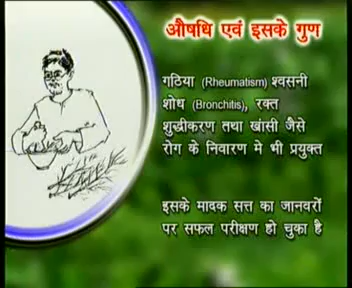 औषधि एवं इसके गुण
गठिया (Rheumatism) श्वसनी
शोध (Bronchitis), रक्त
शुद्धीकरण तथा खांसी जैसे
रोग के निवारण मे भी प्रयुक्त
इसके मादक सत्त का जानवरों
पर सफल परीक्षण हो चुका है